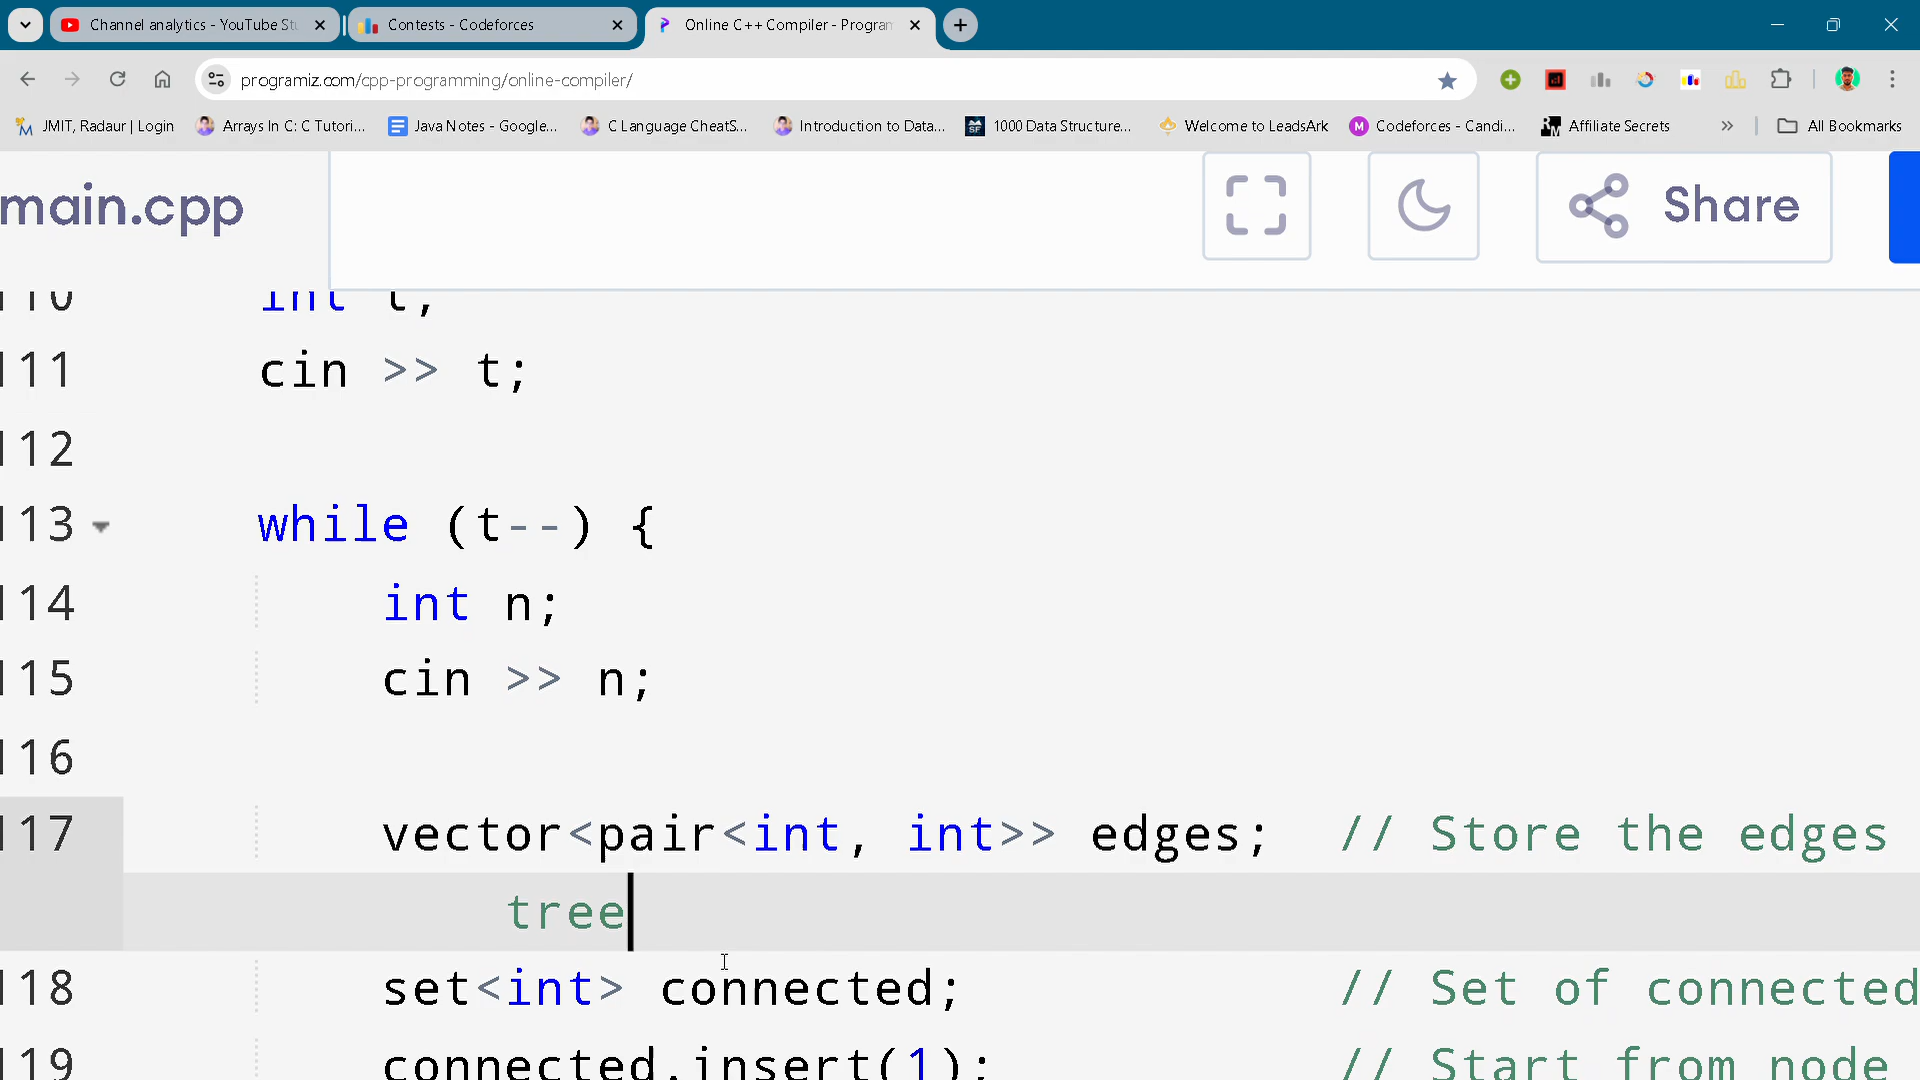 Channel analytics - YouTube Stu
Contests - Codeforces
Online C++ Compiler - Program
programiz.com/cpp-programming/online-compiler/
JMIT, Radaur | Login
Arrays In C: C Tutori...
Java Notes - Google...
C Language CheatS...
Introduction to Data...
1000 Data Structure...
Welcome to LeadsArk
Codeforces - Candi...
Affiliate Secrets
All Bookmarks
main.cpp
Share
110 int t;
111 cin >> t;
112
113 while (t--) {
114 int n;
115 cin >> n;
116
117 vector<pair<int, int>> edges; // Store the edges
tree
118 set<int> connected; // Set of connected
119 connected.insert(1); // Start from node